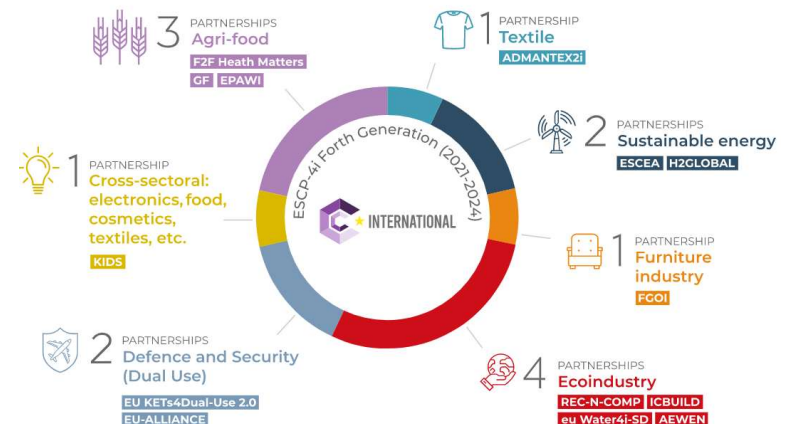 3 PARTNERSHIPS
Agri-food
F2F Heath Matters
GF EPAWI
1 PARTNERSHIP
Textile
ADMANTEX2i
2 PARTNERSHIPS
Sustainable energy
ESCEA H2GLOBAL
1 PARTNERSHIP
Cross-sectoral:
electronics, food,
cosmetics,
textiles, etc.
KIDS
ESCP-4i Forth Generation (2021-2024)
INTERNATIONAL
1 PARTNERSHIP
Furniture
industry
FGOI
2 PARTNERSHIPS
Defence and Security
(Dual Use)
EU KETs4Dual-Use 2.0
EU-ALLIANCE
4 PARTNERSHIPS
Ecoindustry
REC-N-COMP ICBUILD
eu Water4i-SD AEWEN